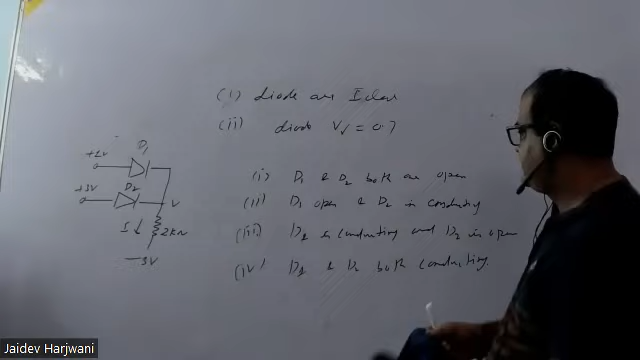 (i) diode are Ideal
(ii) diode Vγ = 0.7
D1
+2V
+3V D2
V
I 2kΩ
-3V
(i) D1 & D2 both are open
(ii) D1 open & D2 is conducting
(iii) D1 is conducting and D2 is open
(iv) D1 & D2 both conducting.
Jaidev Harjwani